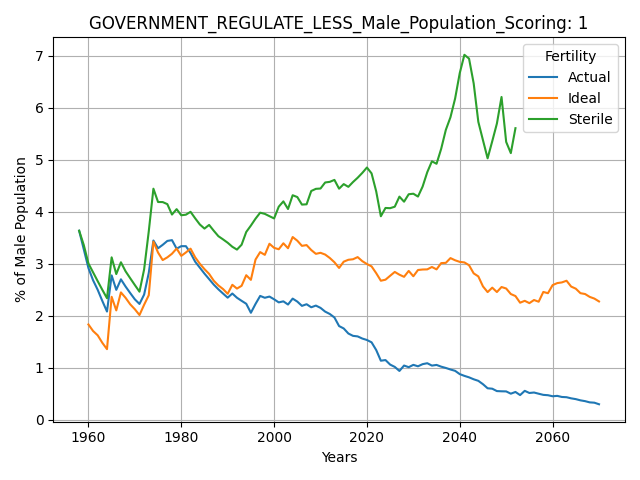 GOVERNMENT_REGULATE_LESS_Male_Population_Scoring: 1
Fertility
Actual
Ideal
Sterile
% of Male Population
7
6
5
4
3
2
1
0
1960 1980 2000 2020 2040 2060
Years